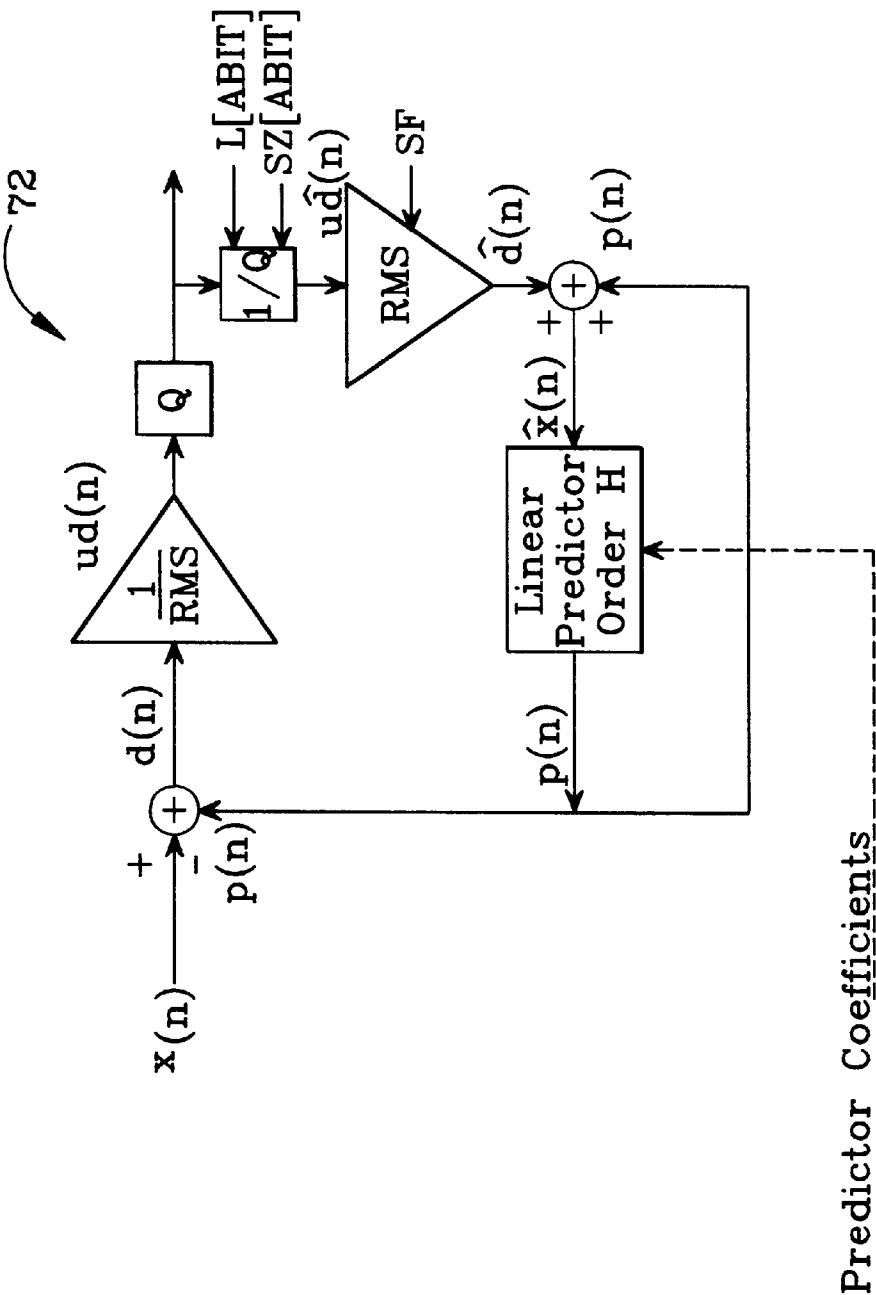 72
L[ABIT]
SZ[ABIT]
ud(n)
Q
1/Q
1
RMS
ud̂(n)
RMS
SF
d(n)
d̂(n)
x(n)
+
+
-
p(n)
+
+
+
p(n)
x̂(n)
Linear
Predictor
Order H
p(n)
Predictor Coefficients